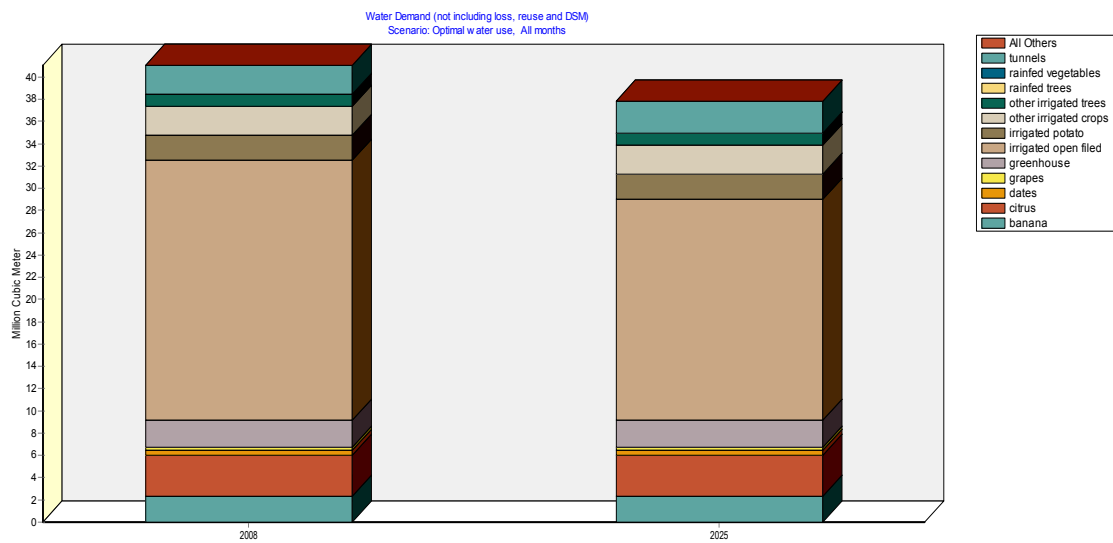 Water Demand (not including loss, reuse and DSM)
Scenario: Optimal water use, All months
Million Cubic Meter
40
38
36
34
32
30
28
26
24
22
20
18
16
14
12
10
8
6
4
2
0
2008
2025
All Others
tunnels
rainfed vegetables
rainfed trees
other irrigated trees
other irrigated crops
irrigated potato
irrigated open filed
greenhouse
grapes
dates
citrus
banana